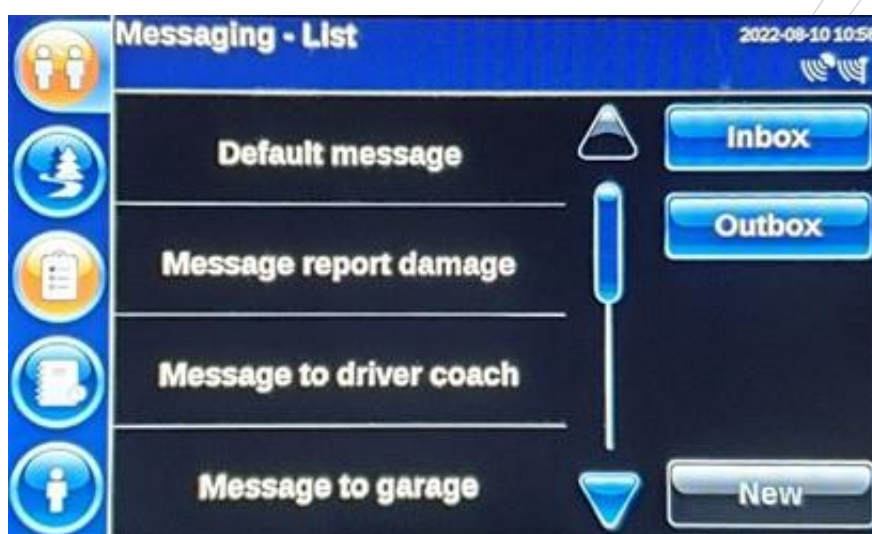 Messaging - List
2022-08-10 10:56
Default message
Inbox
Outbox
Message report damage
Message to driver coach
Message to garage
New